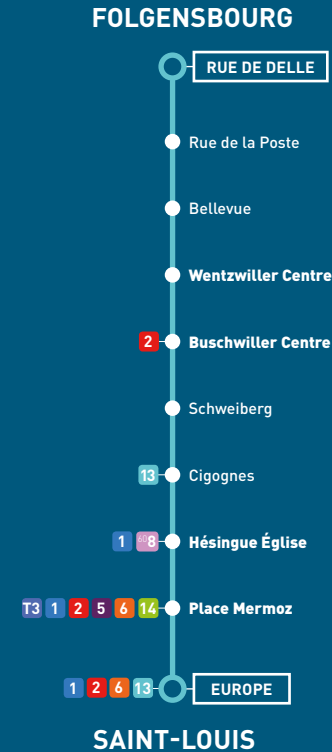 FOLGENSBOURG
RUE DE DELLE
Rue de la Poste
Bellevue
Wentzwiller Centre
2 Buschwiller Centre
Schweiberg
13 Cigognes
1 608 Hésingue Église
T3 1 2 5 6 14 Place Mermoz
1 2 6 13 EUROPE
SAINT-LOUIS